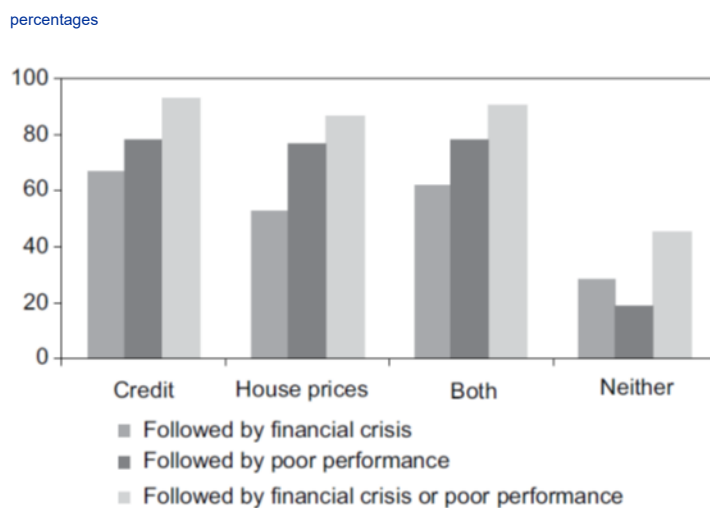 percentages
100
80
60
40
20
0
Credit House prices Both Neither
Followed by financial crisis
Followed by poor performance
Followed by financial crisis or poor performance